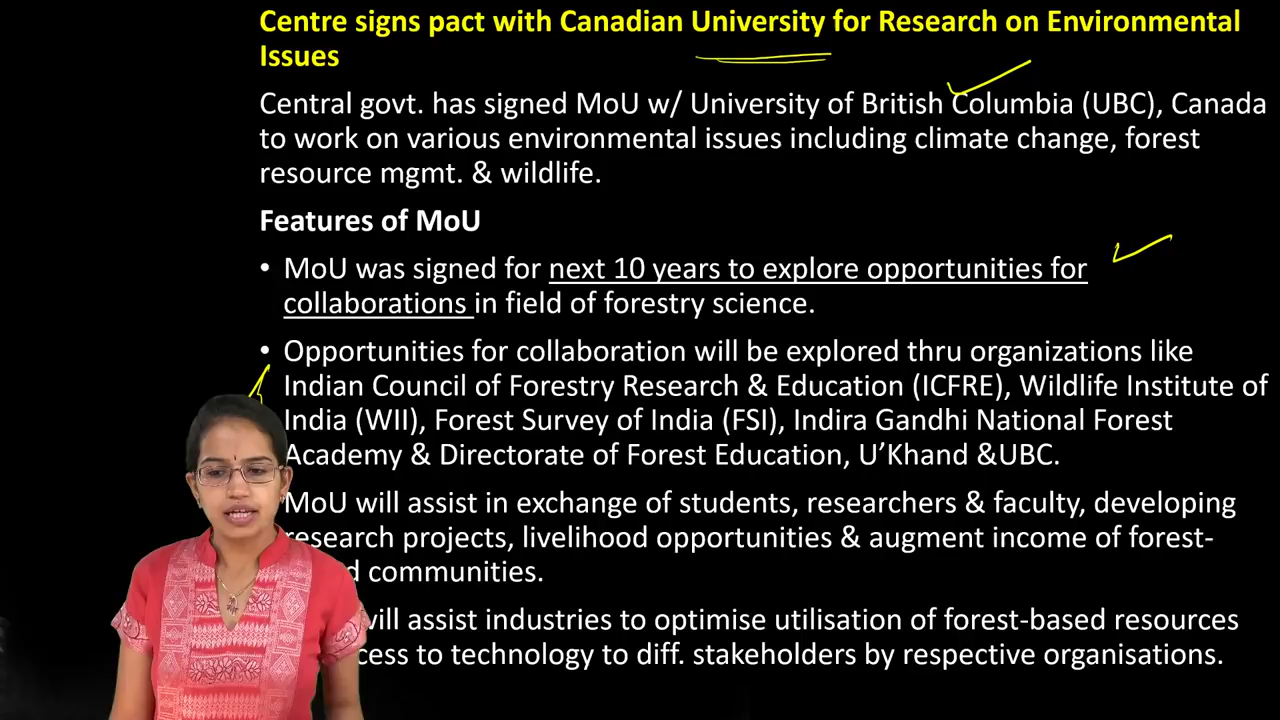 Centre signs pact with Canadian University for Research on Environmental
Issues
Central govt. has signed MoU w/ University of British Columbia (UBC), Canada
to work on various environmental issues including climate change, forest
resource mgmt. & wildlife.
Features of MoU
• MoU was signed for next 10 years to explore opportunities for
collaborations in field of forestry science.
• Opportunities for collaboration will be explored thru organizations like
Indian Council of Forestry Research & Education (ICFRE), Wildlife Institute of
India (WII), Forest Survey of India (FSI), Indira Gandhi National Forest
Academy & Directorate of Forest Education, U’Khand &UBC.
MoU will assist in exchange of students, researchers & faculty, developing
research projects, livelihood opportunities & augment income of forest-
communities.
will assist industries to optimise utilisation of forest-based resources
to technology to diff. stakeholders by respective organisations.